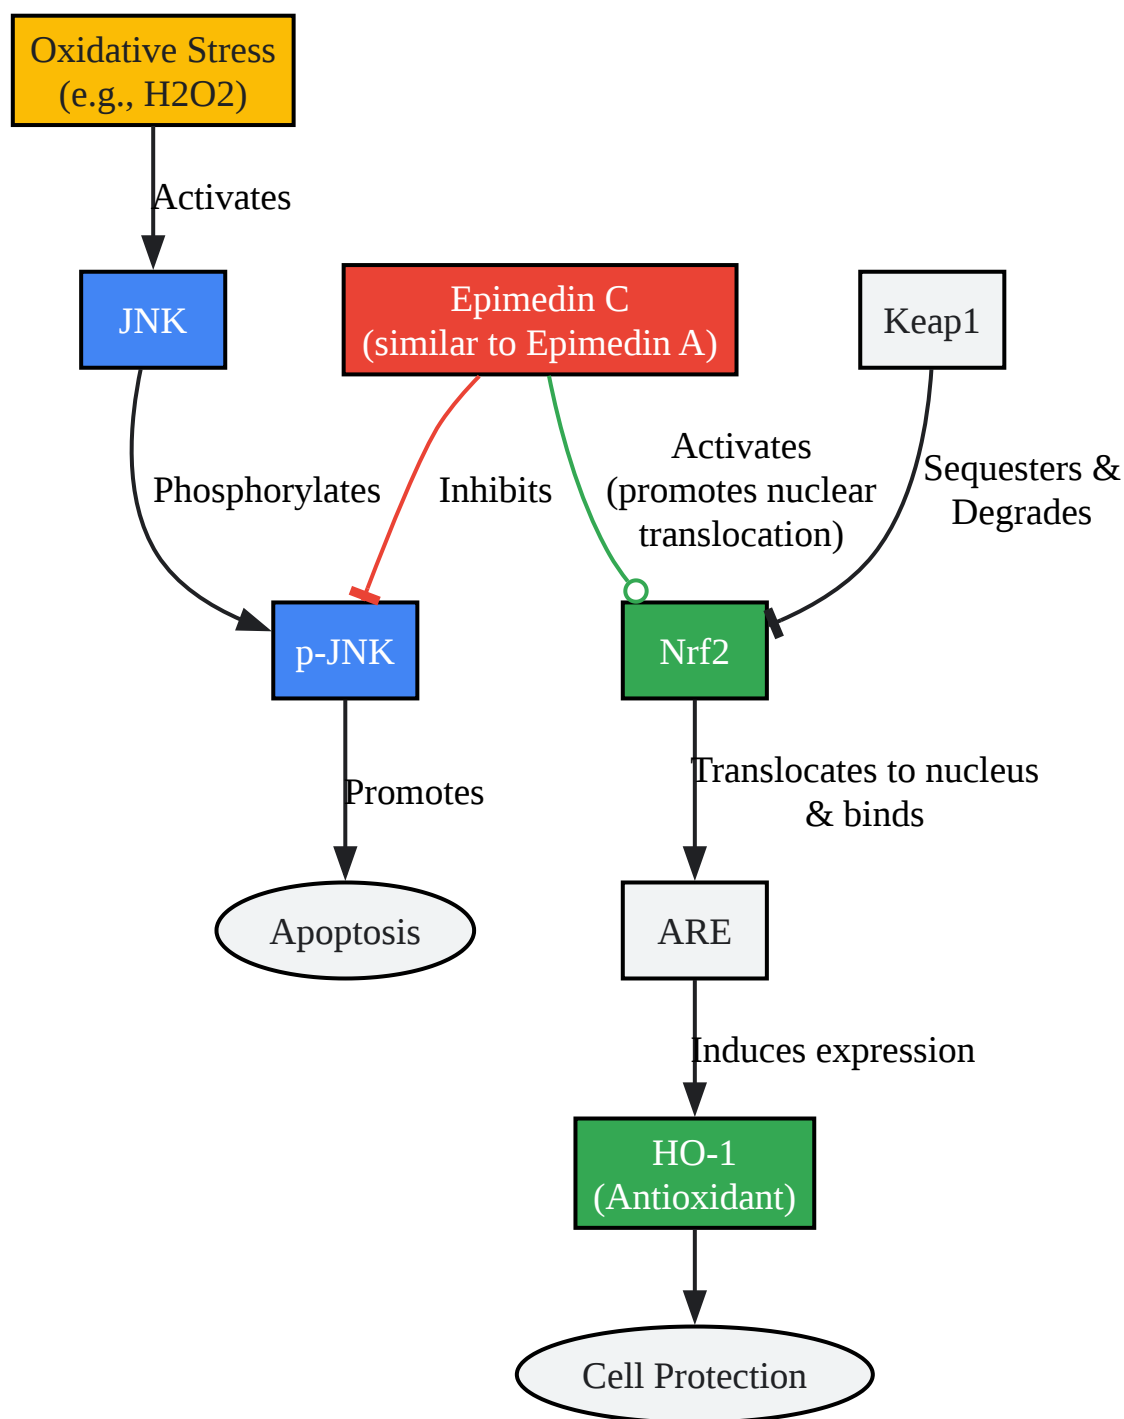 Oxidative Stress
(e.g., H2O2)
Activates
JNK
Epimedin C
(similar to Epimedin A)
Keap1
Phosphorylates
Inhibits
Activates
(promotes nuclear
translocation)
Sequesters &
Degrades
p-JNK
Nrf2
Promotes
Translocates to nucleus
& binds
Apoptosis
ARE
Induces expression
HO-1
(Antioxidant)
Cell Protection